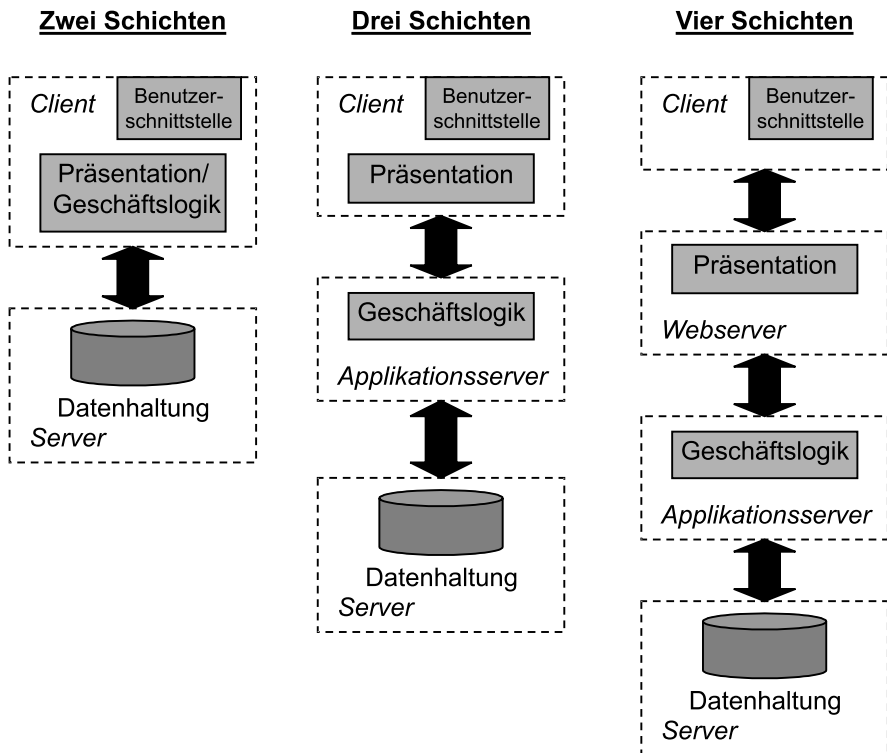 Zwei Schichten
Client
Benutzer-
schnittstelle
Präsentation/
Geschäftslogik
Datenhaltung
Server
Drei Schichten
Client
Benutzer-
schnittstelle
Präsentation
Geschäftslogik
Applikationsserver
Datenhaltung
Server
Vier Schichten
Client
Benutzer-
schnittstelle
Präsentation
Webserver
Geschäftslogik
Applikationsserver
Datenhaltung
Server